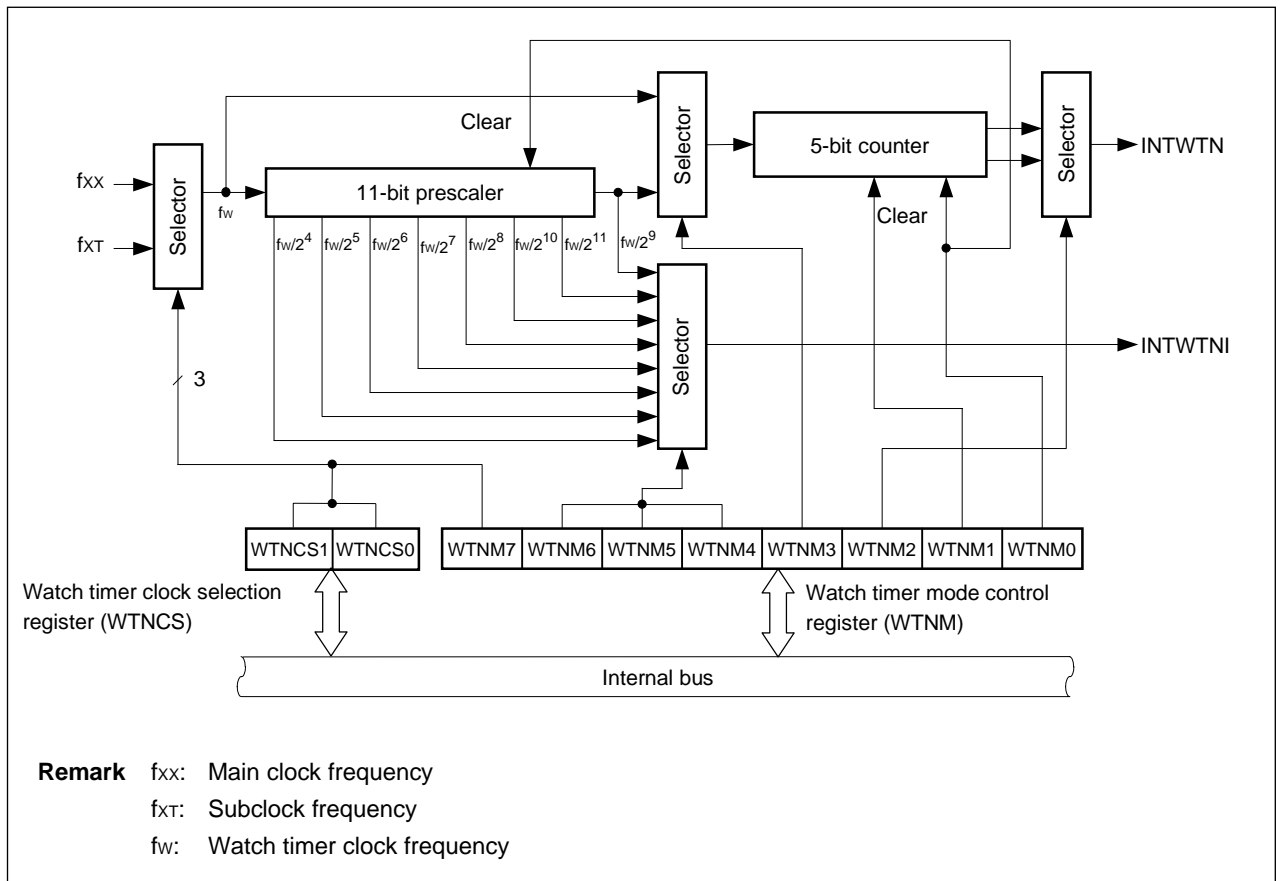 Clear
Selector
5-bit counter
Selector
INTWTN
fXX
fXT
Selector
fW
11-bit prescaler
Clear
fW/2^4
fW/2^5
fW/2^6
fW/2^7
fW/2^8
fW/2^10
fW/2^11
fW/2^9
Selector
INTWTNI
3
WTNCS1 WTNCS0
WTNM7 WTNM6 WTNM5 WTNM4 WTNM3 WTNM2 WTNM1 WTNM0
Watch timer clock selection
register (WTNCS)
Watch timer mode control
register (WTNM)
Internal bus
Remark fXX: Main clock frequency
fXT: Subclock frequency
fW: Watch timer clock frequency